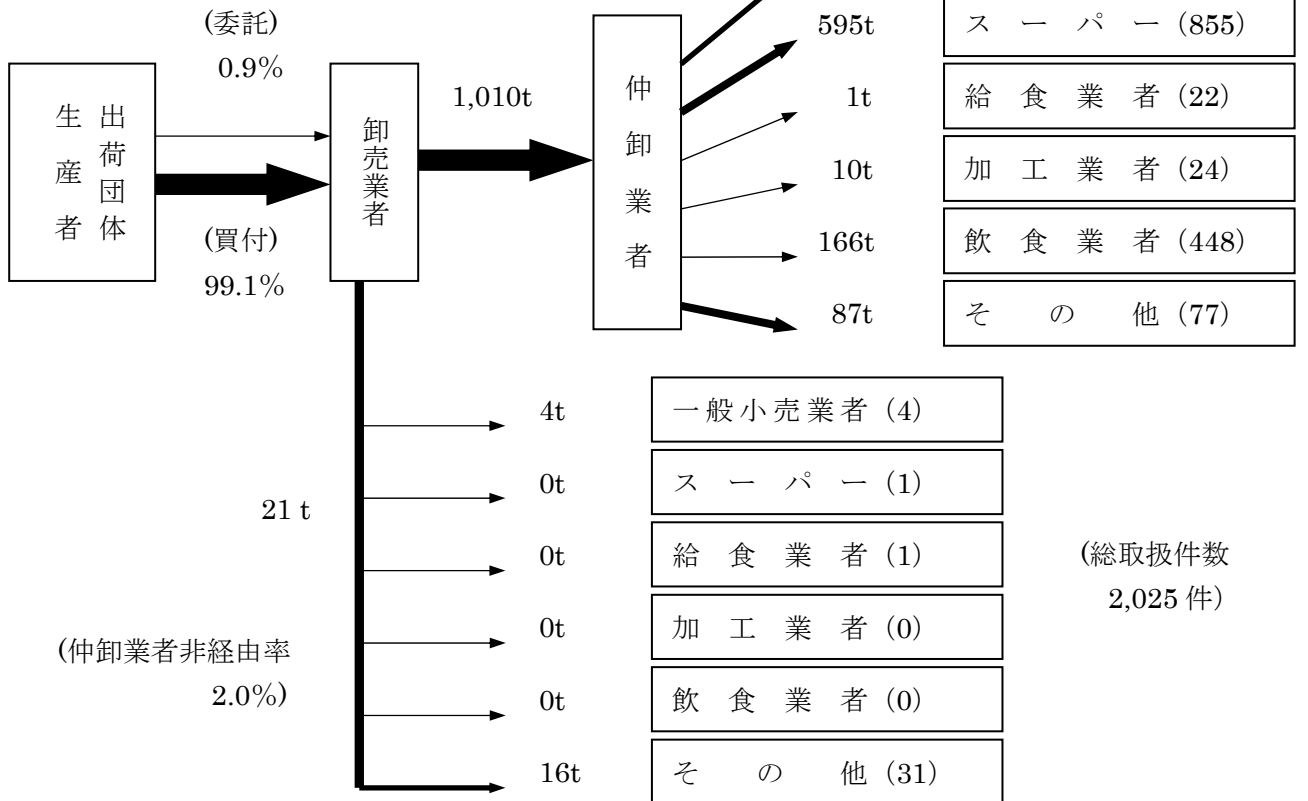 (委託)
0.9%
生産者
出荷団体
(買付)
99.1%
卸売業者
1,010t
仲卸業者
595t
スーパー (855)
1t
給食業者 (22)
10t
加工業者 (24)
166t
飲食業者 (448)
87t
その他 (77)
21 t
4t
一般小売業者 (4)
0t
スーパー (1)
0t
給食業者 (1)
0t
加工業者 (0)
0t
飲食業者 (0)
16t
その他 (31)
(仲卸業者非経由率
2.0%)
(総取扱件数
2,025 件)